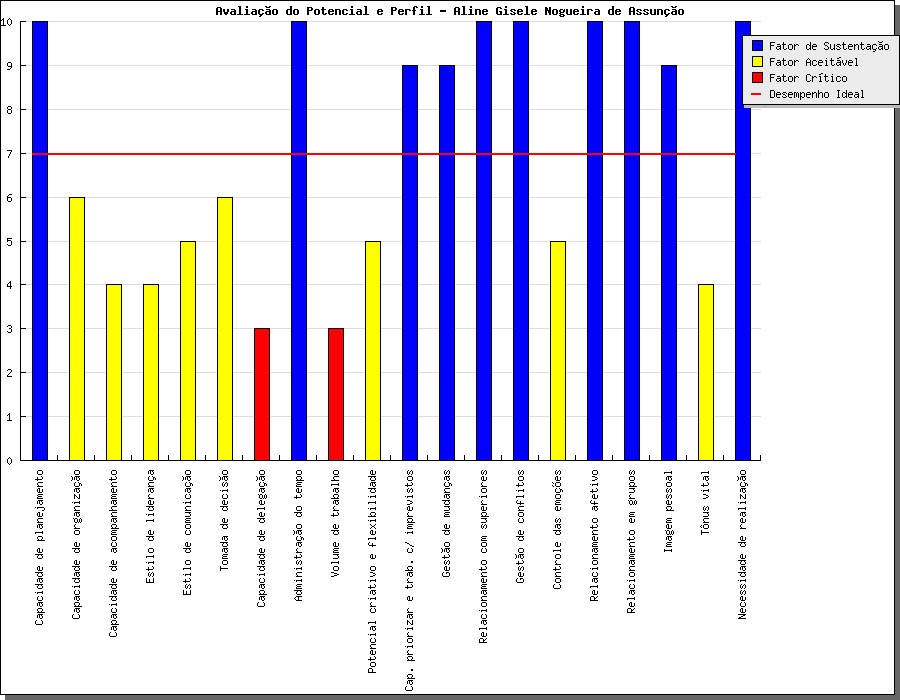 Avaliação do Potencial e Perfil - Aline Gisele Nogueira de Assunção
10
9
8
7
6
5
4
3
2
1
0
Fator de Sustentação
Fator Aceitável
Fator Crítico
Desempenho Ideal
Capacidade de planejamento
Capacidade de organização
Capacidade de acompanhamento
Estilo de liderança
Estilo de comunicação
Tomada de decisão
Capacidade de delegação
Administração do tempo
Volume de trabalho
Potencial criativo e flexibilidade
Cap. priorizar e trab. c/ imprevistos
Gestão de mudanças
Relacionamento com superiores
Gestão de conflitos
Controle das emoções
Relacionamento afetivo
Relacionamento em grupos
Imagem pessoal
Tônus vital
Necessidade de realização